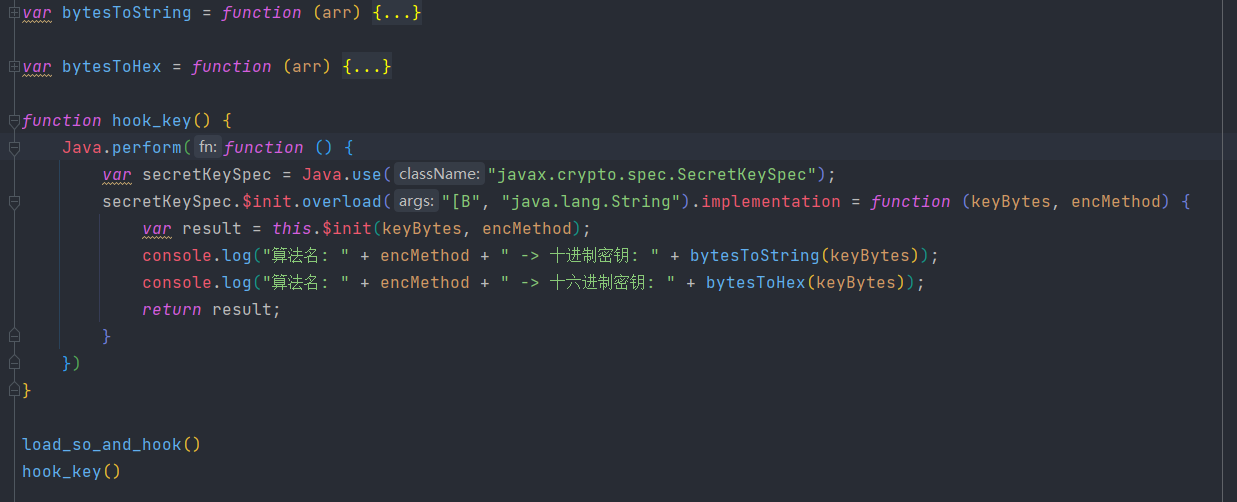 var bytesToString = function (arr) {...}
var bytesToHex = function (arr) {...}
function hook_key() {
Java.perform( fn: function () {
var secretKeySpec = Java.use( className: "javax.crypto.spec.SecretKeySpec");
secretKeySpec.$init.overload( args: "[B", "java.lang.String").implementation = function (keyBytes, encMethod) {
var result = this.$init(keyBytes, encMethod);
console.log("算法名: " + encMethod + " -> 十进制密钥: " + bytesToString(keyBytes));
console.log("算法名: " + encMethod + " -> 十六进制密钥: " + bytesToHex(keyBytes));
return result;
}
})
}
load_so_and_hook()
hook_key()